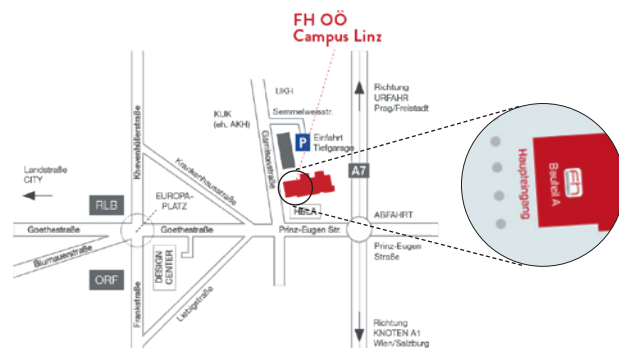 FH OÖ
Campus Linz
UKH
Semmelweisstr.
KUK
(eh. AKH)
P
Einfahrt
Tiefgarage
Garnisonstraße
Richtung
URFAHR
Prag/Freistadt
A7
Khevenhüllerstraße
Krankenhausstraße
Landstraße
CITY
RLB
EUROPA-
PLATZ
HBLA
ABFAHRT
Goethestraße
Goethestraße
Prinz-Eugen Str.
Prinz-Eugen
Straße
Blumauerstraße
ORF
DESIGN
CENTER
Frankstraße
Liebigstraße
Richtung
KNOTEN A1
Wien/Salzburg
Haupteingang
Bauteil A
Fh